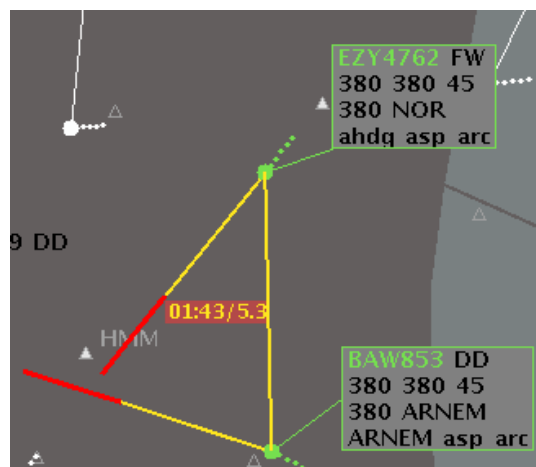 EZY4762 FW
380 380 45
380 NOR
ahdg asp arc
9 DD
01:43/5.3
HMM
BAW853 DD
380 380 45
380 ARNEM
ARNEM asp arc